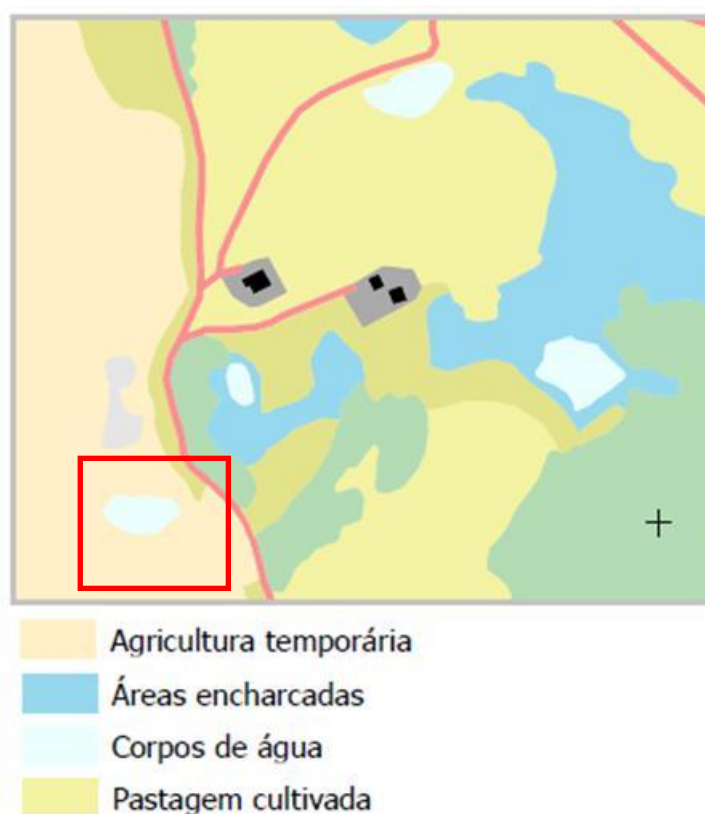 Agricultura temporária
Áreas encharcadas
Corpos de água
Pastagem cultivada